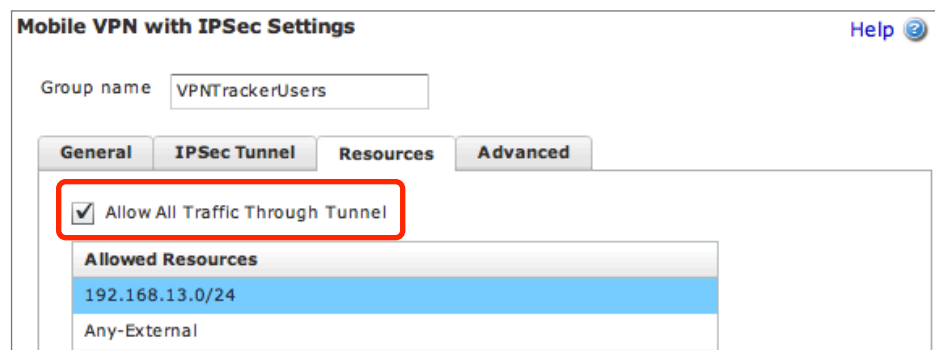 Mobile VPN with IPSec Settings
Help ?
Group name VPNTrackerUsers
General IPSec Tunnel Resources Advanced
Allow All Traffic Through Tunnel
Allowed Resources
192.168.13.0/24
Any-External